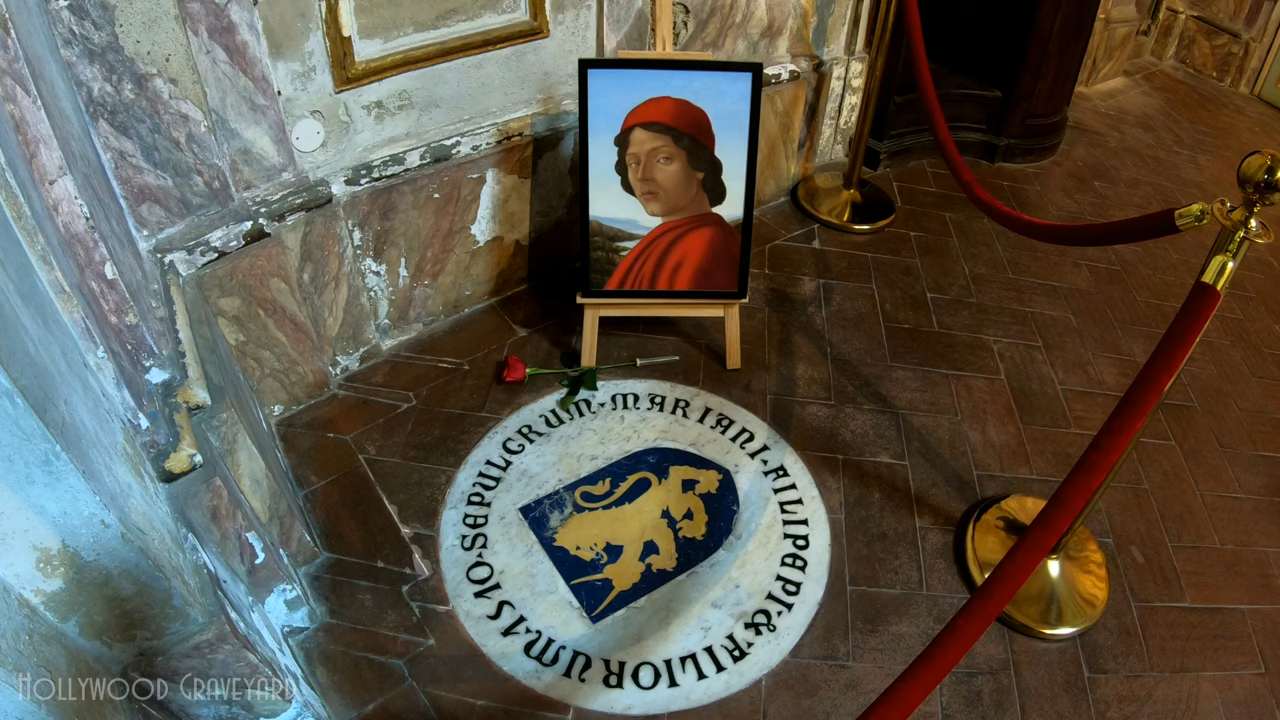 SEPULCRUM · MARIANI · FILIPEPI · & FILIORUM · 1510 ·
HOLLYWOOD GRAVEYARD